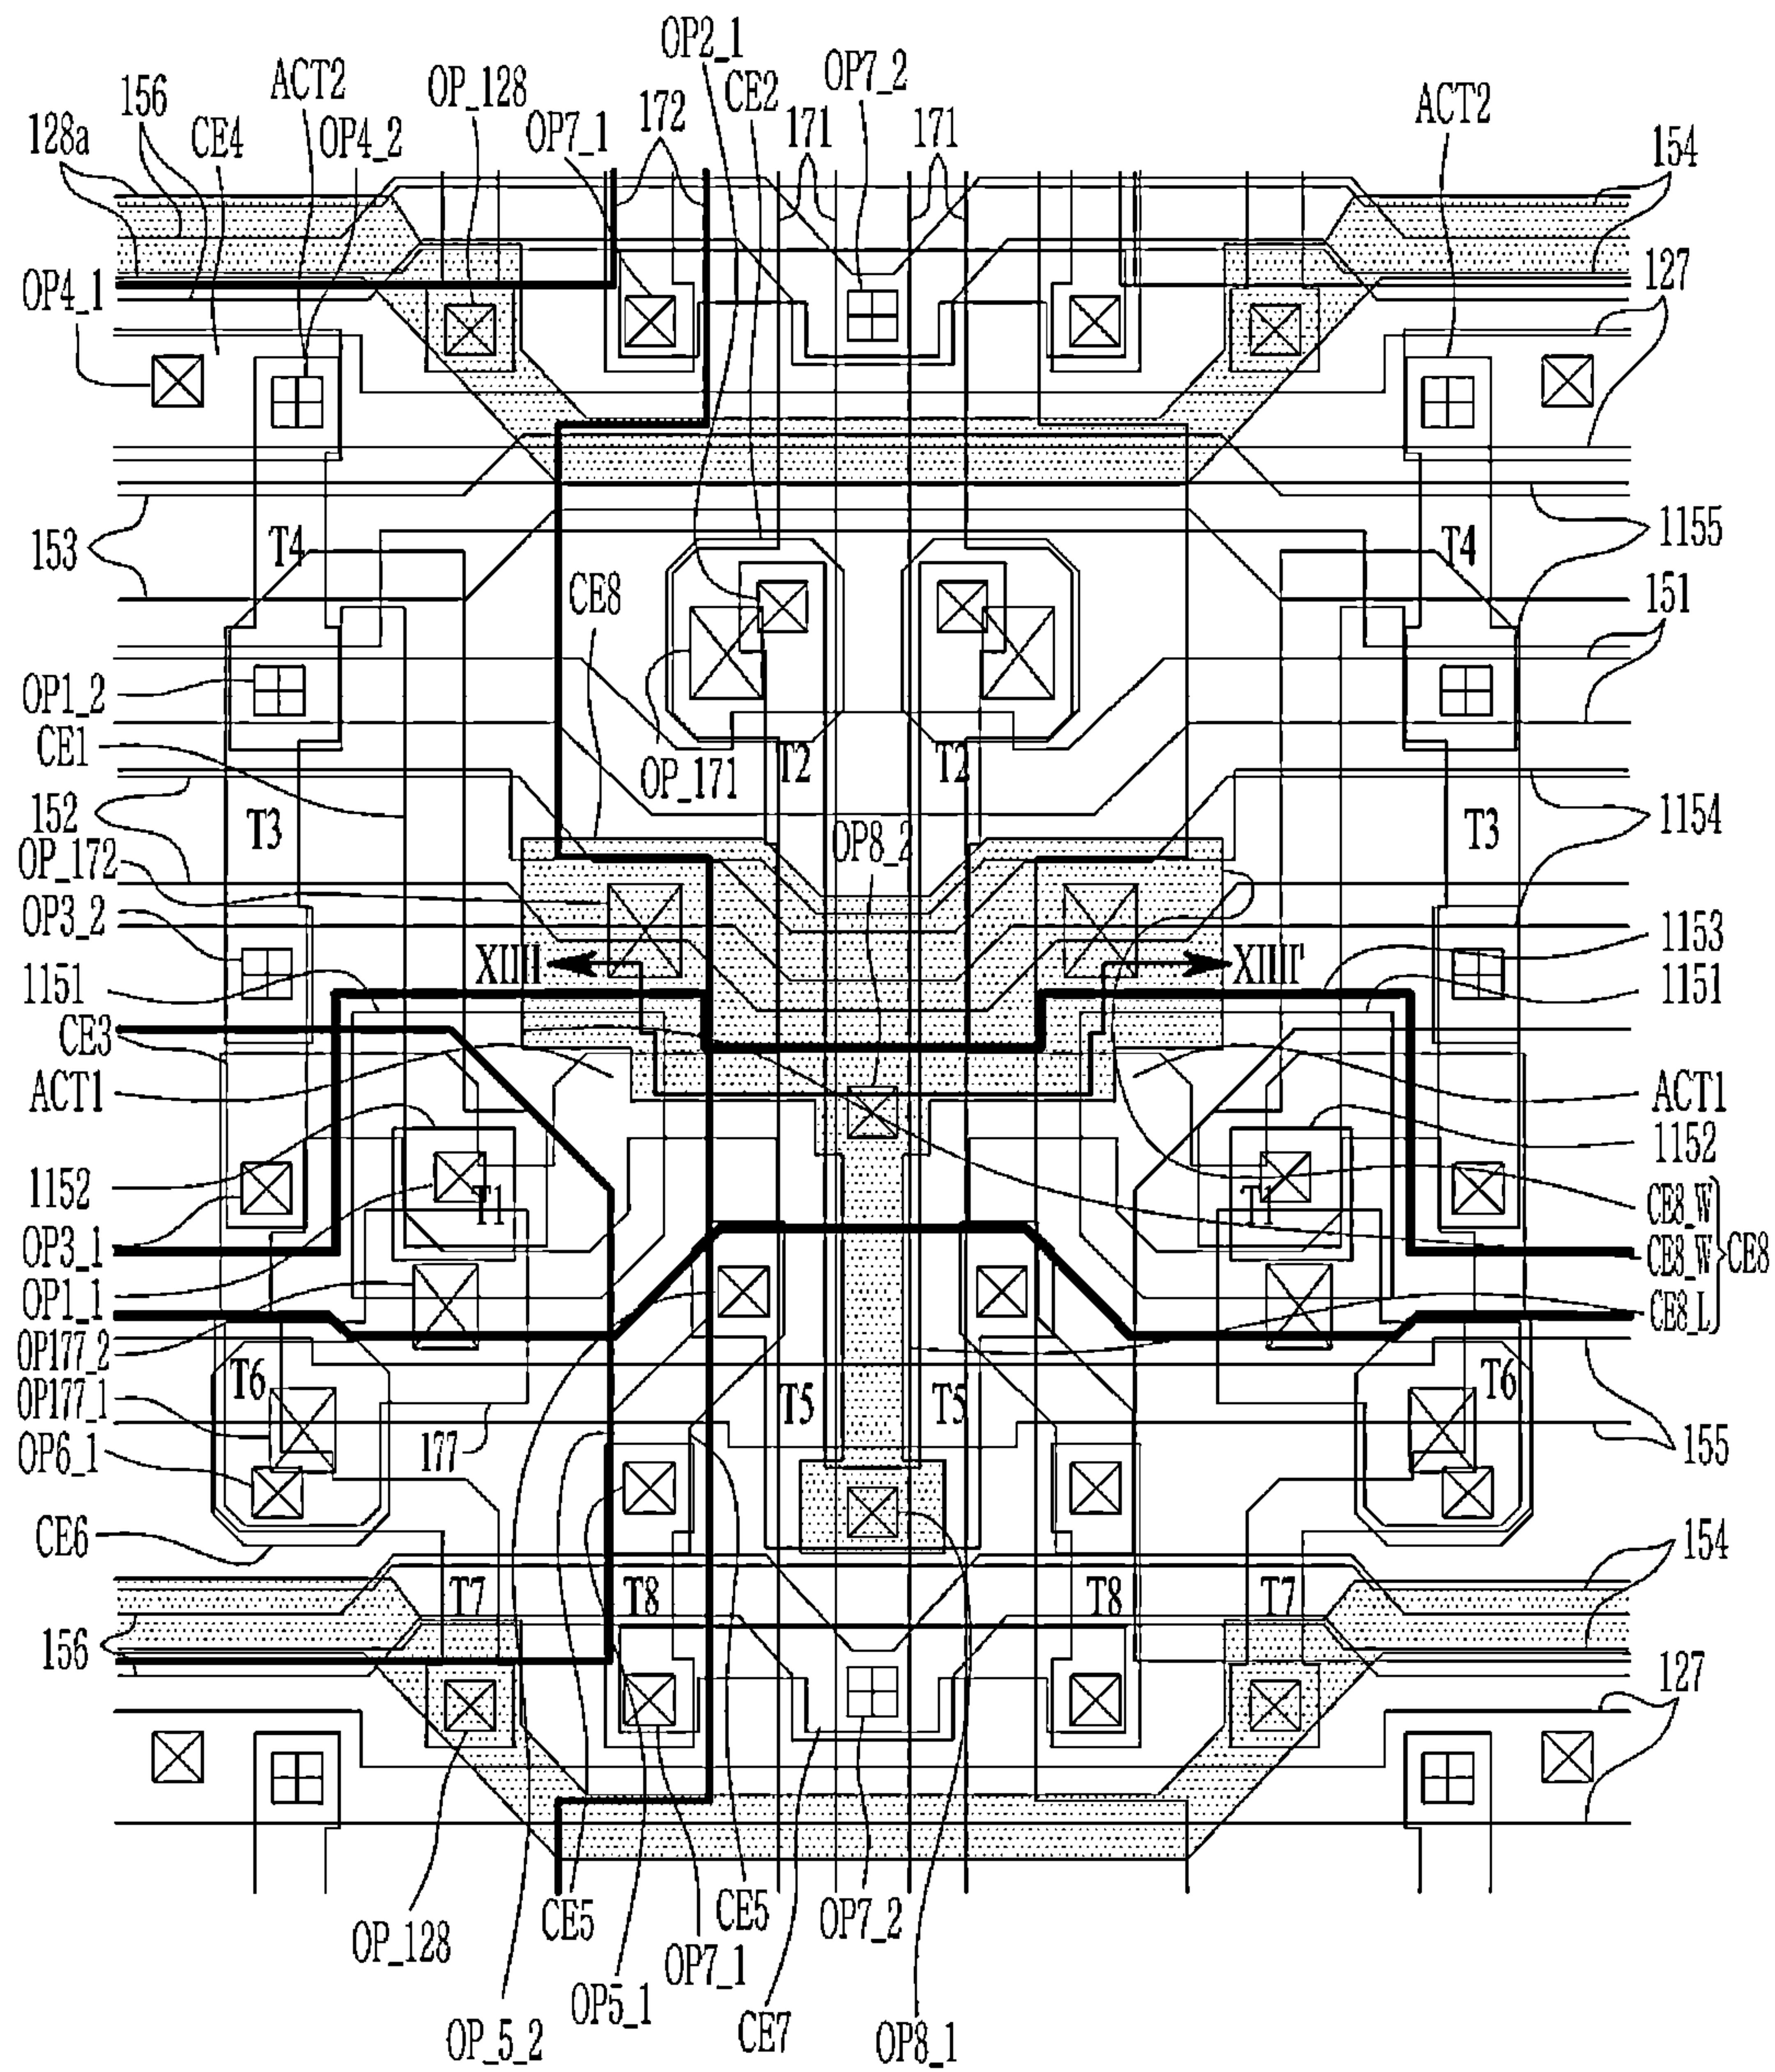 OP2_1
OP7_2
ACT2
OP_128
CE2
ACT2
156
OP7_1
172
171
171
128a
CE4
OP4_2
154
OP4_1
127
T4
T4
153
1155
CE8
151
OP1_2
CE1
OP_171
T2
T2
152
T3
OP8_2
T3
1154
OP_172
OP3_2
1153
1151
XIIII
XIIII'
1151
CE3
ACT1
ACT1
1152
1152
T1
T1
CE8_W
OP3_1
CE8_W
CE8
OP1_1
CE8_L
OP177_2
T6
T6
OP177_1
T5
T5
OP6_1
177
155
CE6
154
T7
T8
T8
T7
156
127
CE5
CE5
OP7_2
OP_128
OP7_1
OP5_1
CE7
OP8_1
OP_5_2